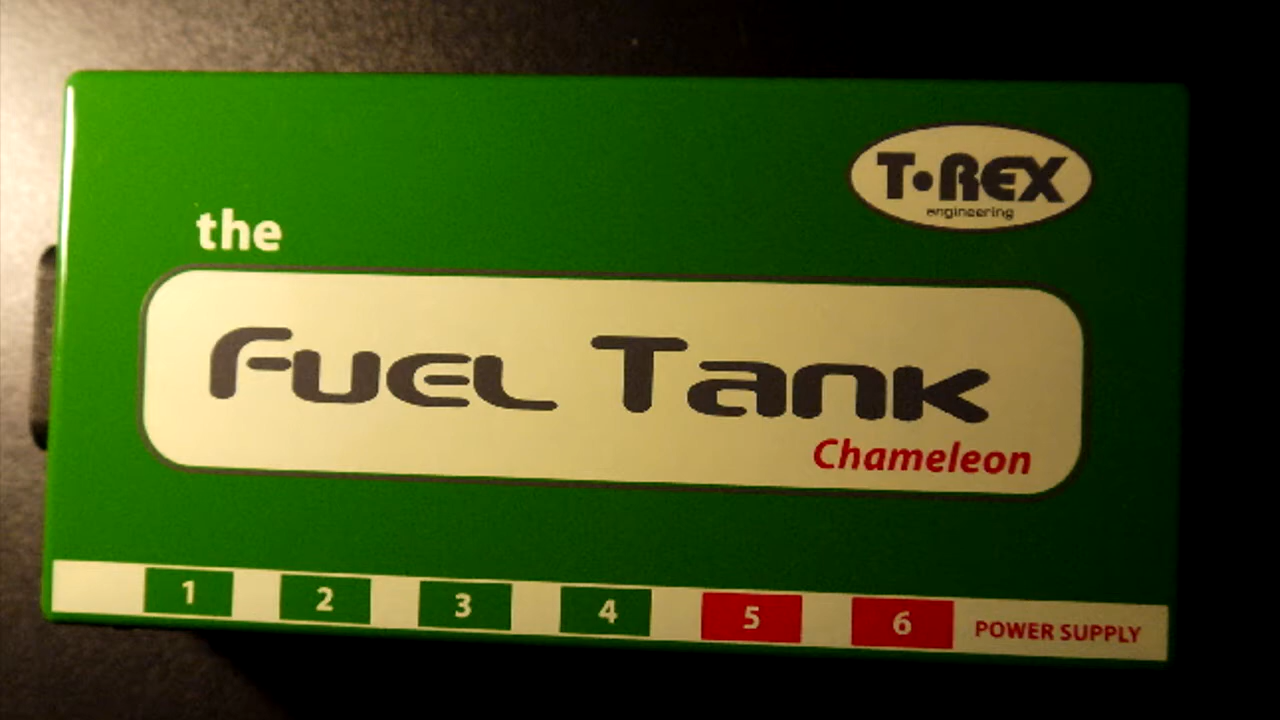 T·REX
engineering
the
Fuel Tank
Chameleon
1 2 3 4 5 6 POWER SUPPLY